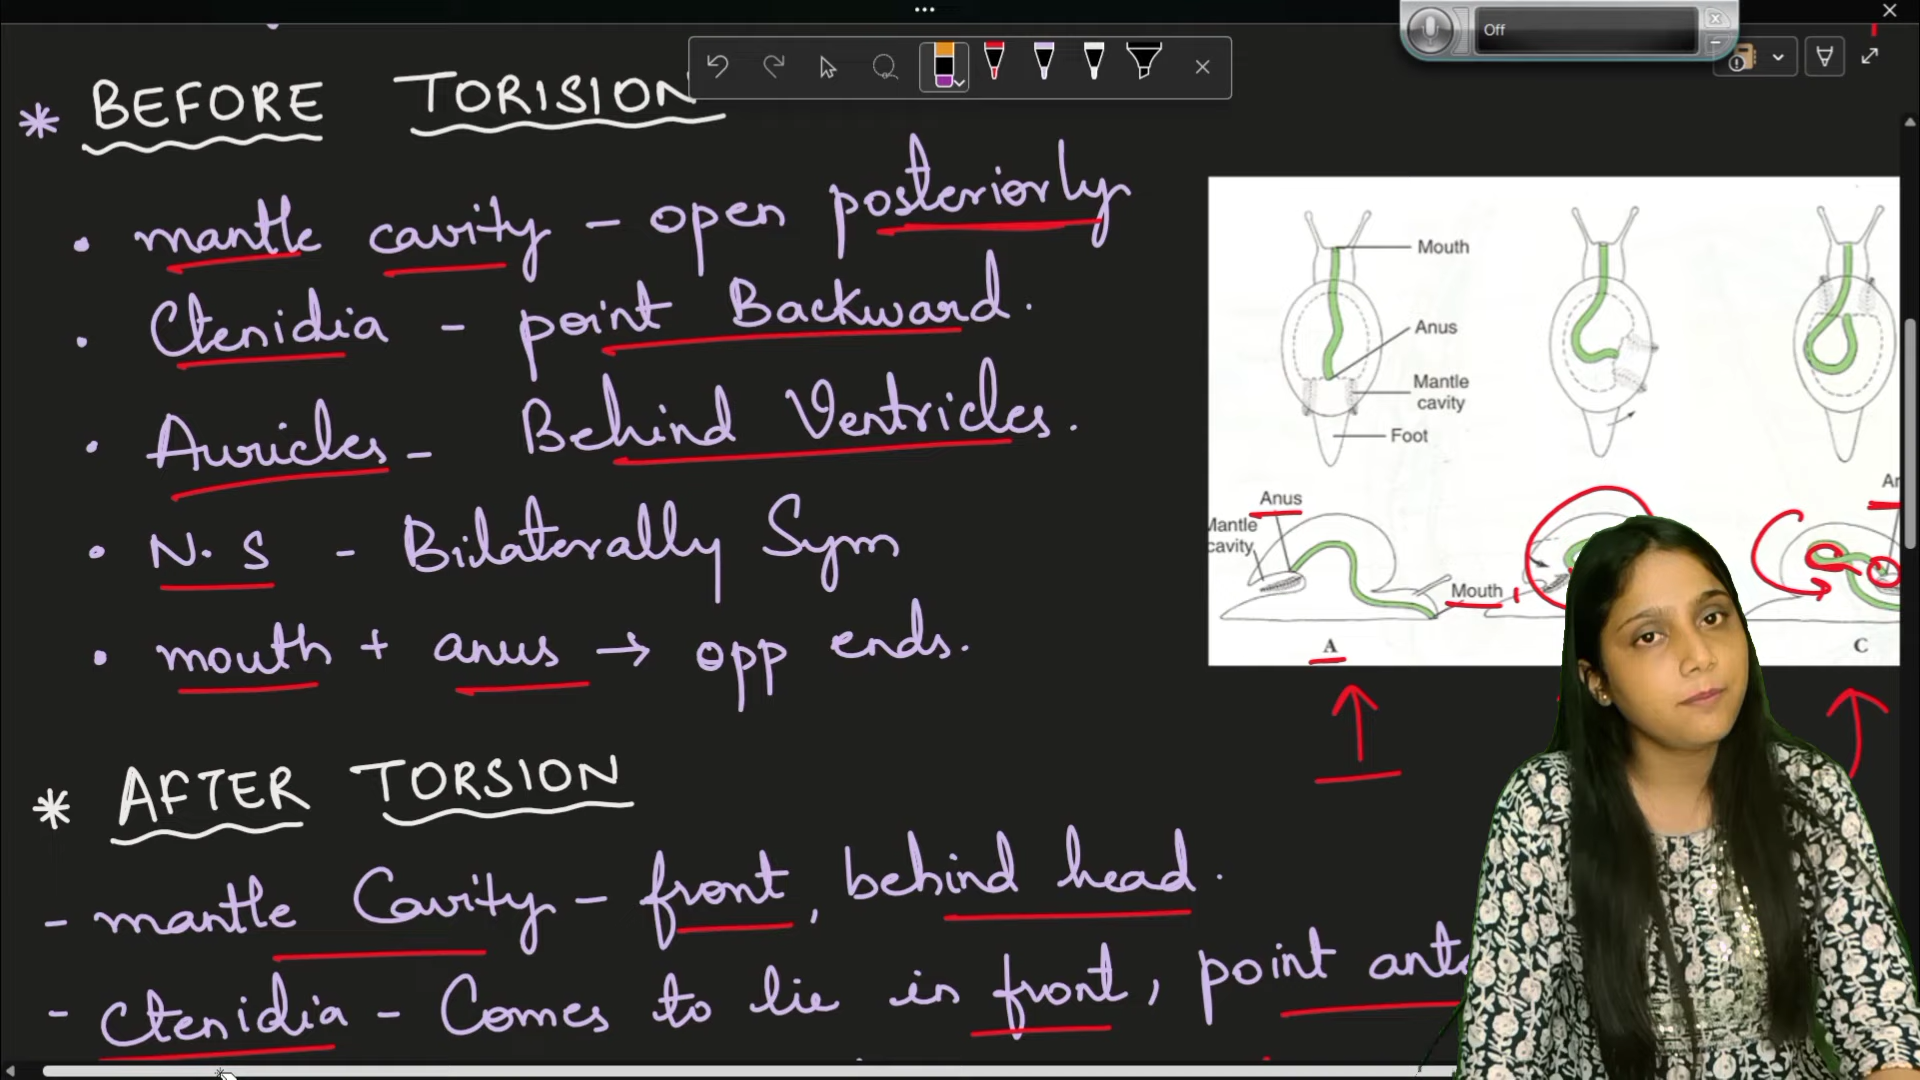 ...
Off
* BEFORE TORISION
• mantle cavity - open posteriorly
• Ctenidia - point Backward.
• Auricles - Behind Ventricles.
• N.S - Bilaterally Sym
• mouth + anus → opp ends.
Mouth
Anus
Mantle
cavity
Foot
Anus
Mantle
cavity
Mouth
A
C
* AFTER TORSION
- mantle Cavity - front, behind head.
- Ctenidia - Comes to lie in front, point